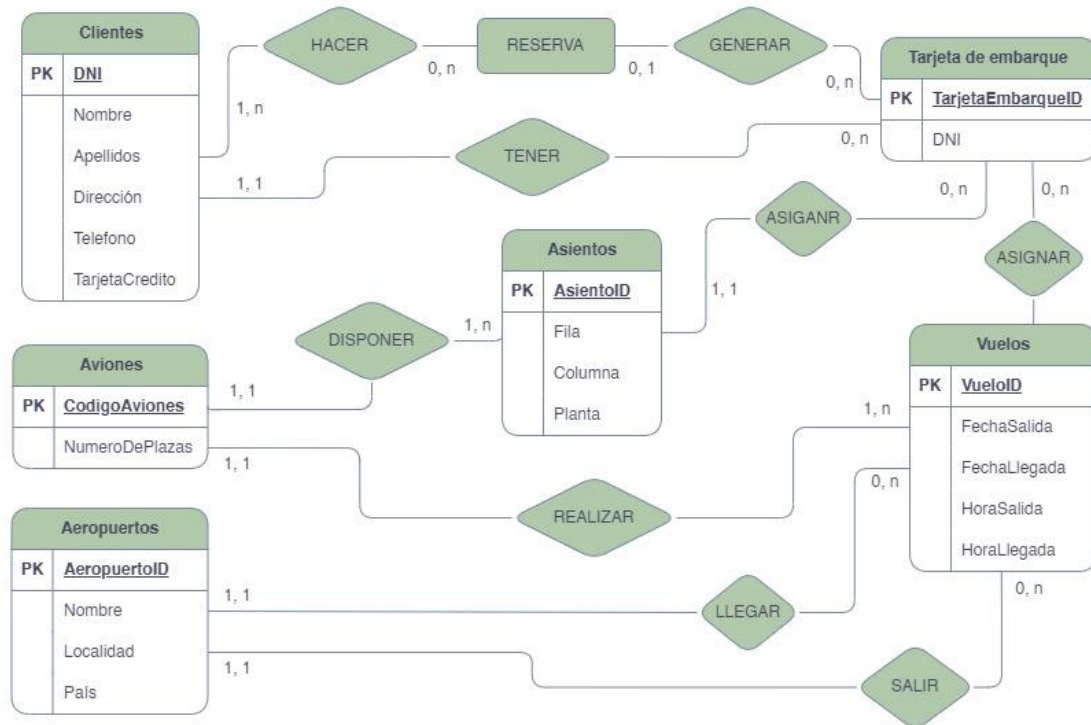 Clientes
PK DNI
Nombre
Apellidos
Dirección
Telefono
TarjetaCredito
HACER
RESERVA
GENERAR
0, n
0, 1
0, n
1, n
Tarjeta de embarque
PK TarjetaEmbarqueID
DNI
TENER
1, 1
0, n
ASIGANR
0, n
0, n
1, 1
ASIGNAR
Asientos
PK AsientoID
Fila
Columna
Planta
DISPONER
1, n
1, 1
Aviones
PK CodigoAviones
NumeroDePlazas
1, 1
Vuelos
PK VueloID
FechaSalida
FechaLlegada
HoraSalida
HoraLlegada
1, n
0, n
0, n
REALIZAR
Aeropuertos
PK AeropuertoID
Nombre
Localidad
País
1, 1
1, 1
LLEGAR
SALIR